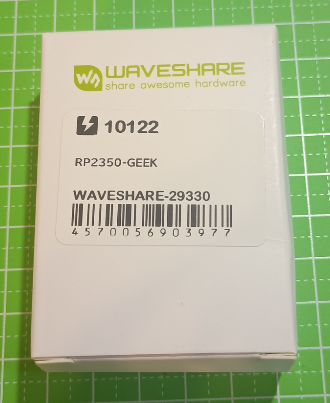 WAVESHARE
share awesome hardware
10122
RP2350-GEEK
WAVESHARE-29330
4570056903977